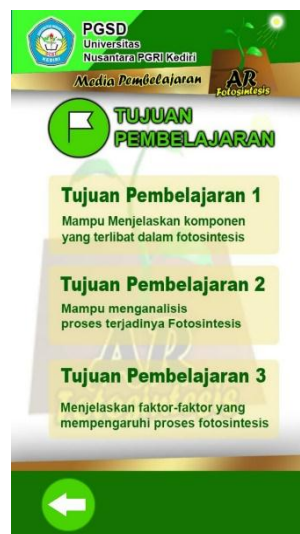 PGSD
Universitas
Nusantara PGRI Kediri
Media Pembelajaran
AR
Fotosintesis
TUJUAN
PEMBELAJARAN
Tujuan Pembelajaran 1
Mampu Menjelaskan komponen
yang terlibat dalam fotosintesis
Tujuan Pembelajaran 2
Mampu menganalisis
proses terjadinya Fotosintesis
Tujuan Pembelajaran 3
Menjelaskan faktor-faktor yang
mempengaruhi proses fotosintesis
AR
Fotosintesis